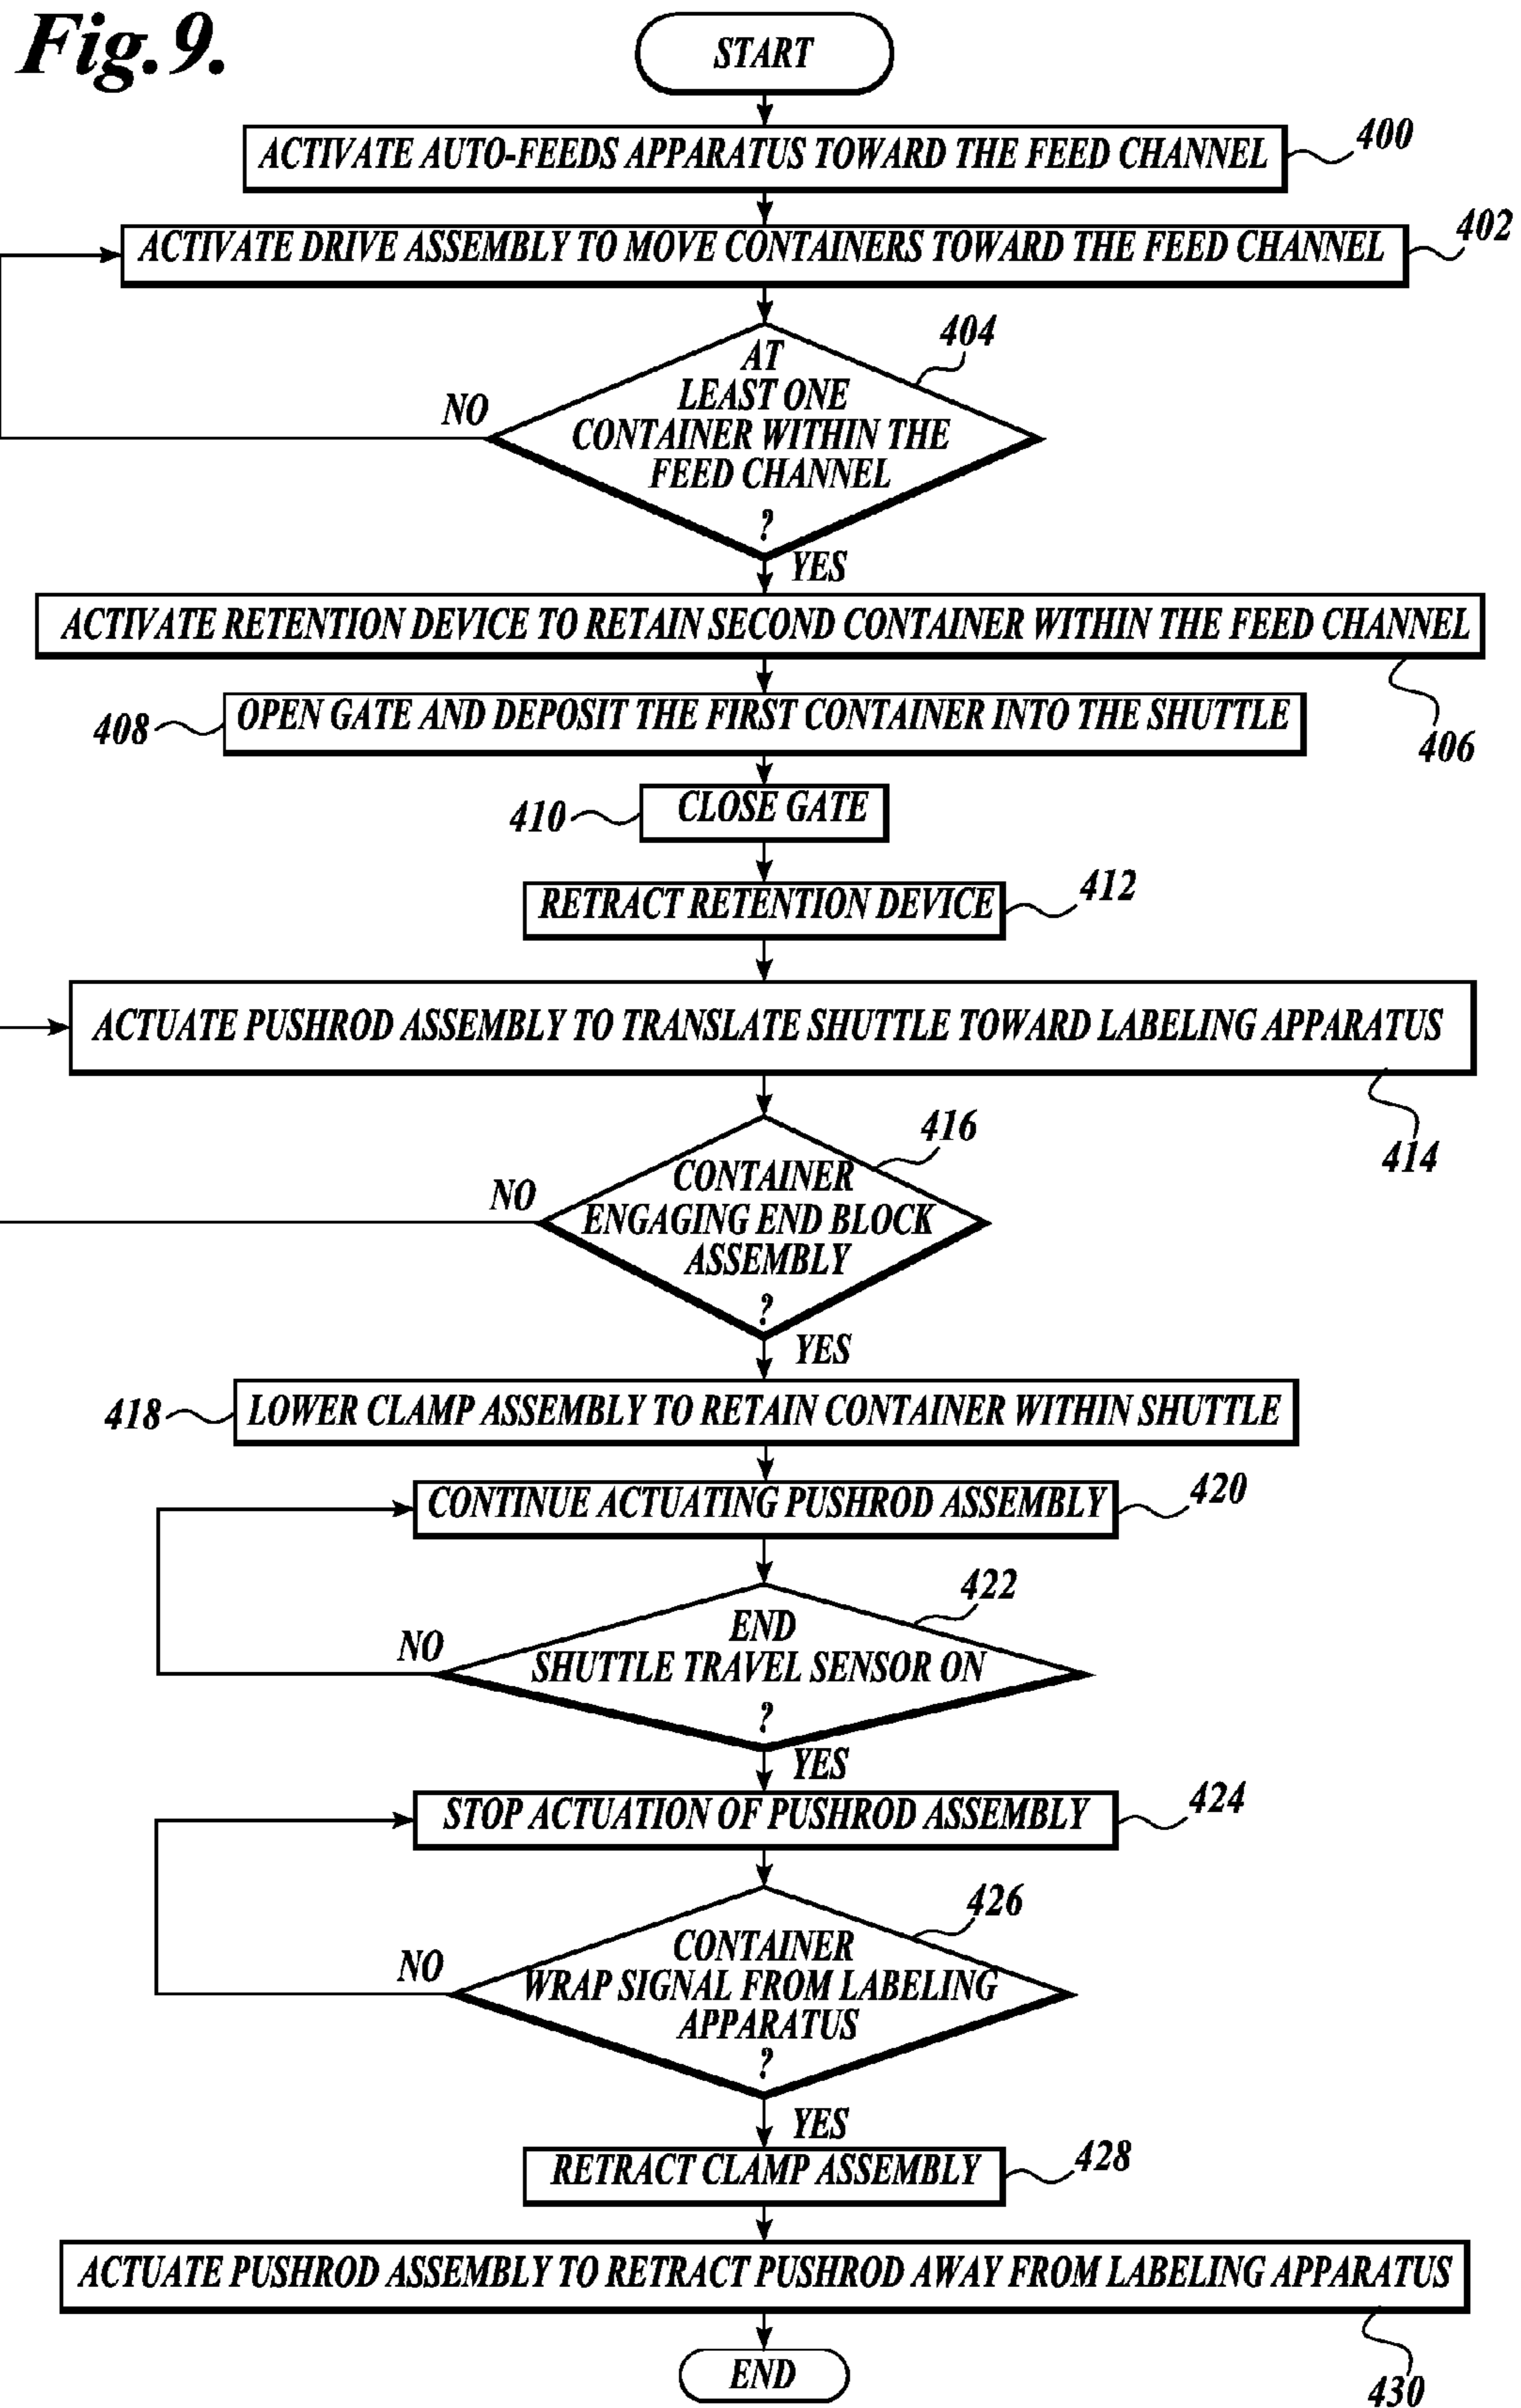 Fig.9.
START
ACTIVATE AUTO-FEEDS APPARATUS TOWARD THE FEED CHANNEL
400
ACTIVATE DRIVE ASSEMBLY TO MOVE CONTAINERS TOWARD THE FEED CHANNEL
402
404
AT
LEAST ONE
CONTAINER WITHIN THE
FEED CHANNEL
?
NO
YES
ACTIVATE RETENTION DEVICE TO RETAIN SECOND CONTAINER WITHIN THE FEED CHANNEL
406
408
OPEN GATE AND DEPOSIT THE FIRST CONTAINER INTO THE SHUTTLE
410
CLOSE GATE
RETRACT RETENTION DEVICE
412
ACTUATE PUSHROD ASSEMBLY TO TRANSLATE SHUTTLE TOWARD LABELING APPARATUS
414
416
CONTAINER
ENGAGING END BLOCK
ASSEMBLY
?
NO
YES
418
LOWER CLAMP ASSEMBLY TO RETAIN CONTAINER WITHIN SHUTTLE
CONTINUE ACTUATING PUSHROD ASSEMBLY
420
422
END
SHUTTLE TRAVEL SENSOR ON
?
NO
YES
STOP ACTUATION OF PUSHROD ASSEMBLY
424
426
CONTAINER
WRAP SIGNAL FROM LABELING
APPARATUS
?
NO
YES
RETRACT CLAMP ASSEMBLY
428
ACTUATE PUSHROD ASSEMBLY TO RETRACT PUSHROD AWAY FROM LABELING APPARATUS
430
END